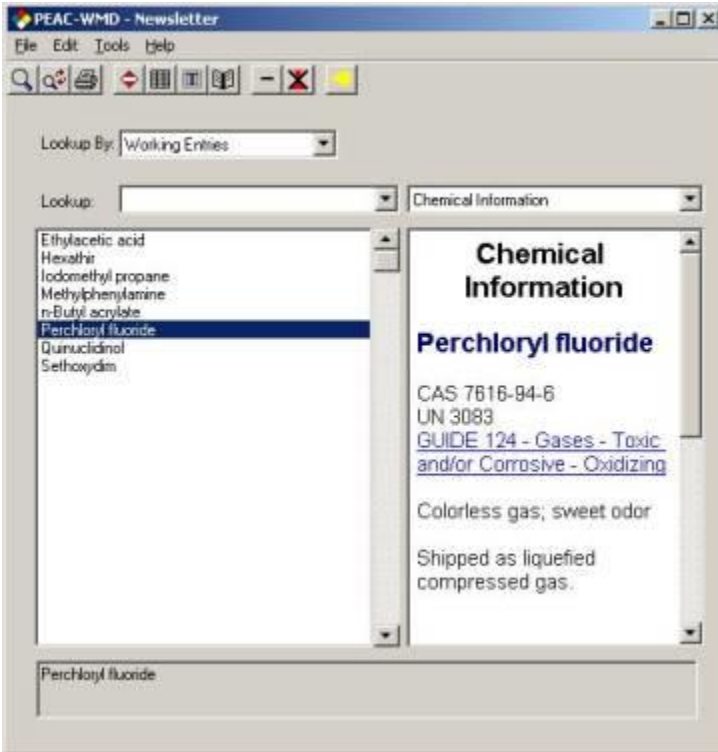 PEAC-WMD - Newsletter
File Edit Tools Help
T
Lookup By: Working Entries
Lookup:
Chemical Information
Ethylacetic acid
Hexathir
Iodomethyl propane
Methylphenylamine
n-Butyl acrylate
Perchloryl fluoride
Quinuclidinol
Sethoxydim
Chemical
Information
Perchloryl fluoride
CAS 7616-94-6
UN 3083
GUIDE 124 - Gases - Toxic
and/or Corrosive - Oxidizing
Colorless gas; sweet odor
Shipped as liquefied
compressed gas.
Perchloryl fluoride